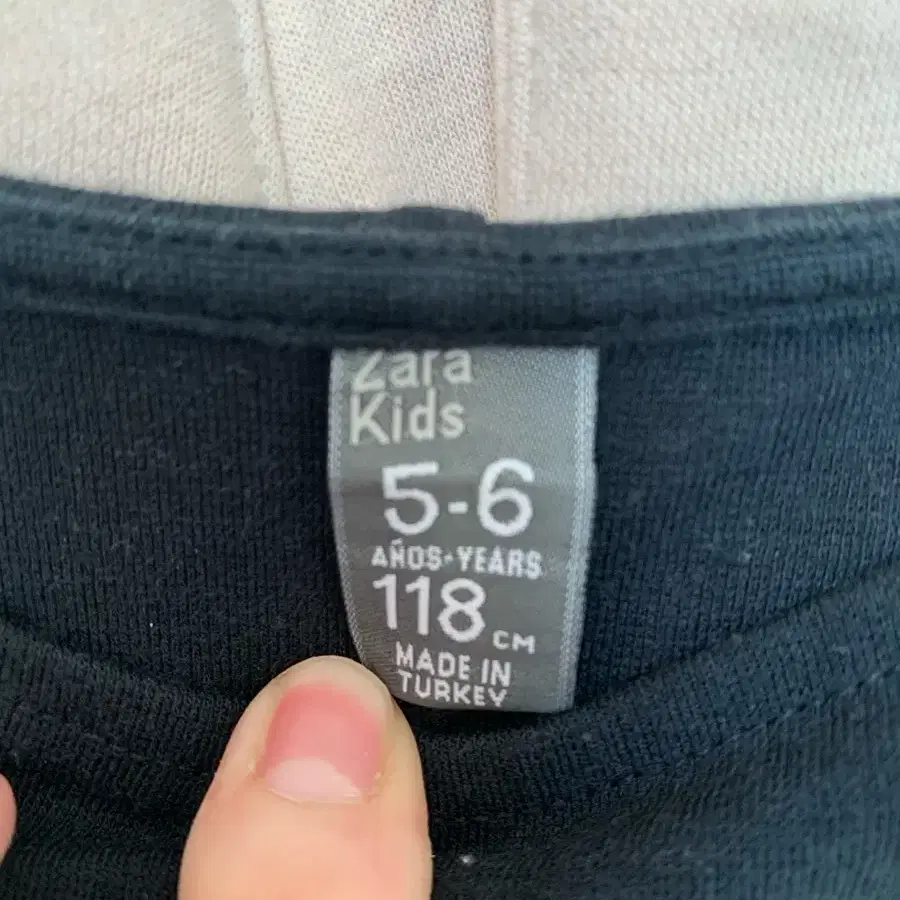 Zara
Kids
5-6
AÑOS-YEARS
118 CM
MADE IN
TURKEY